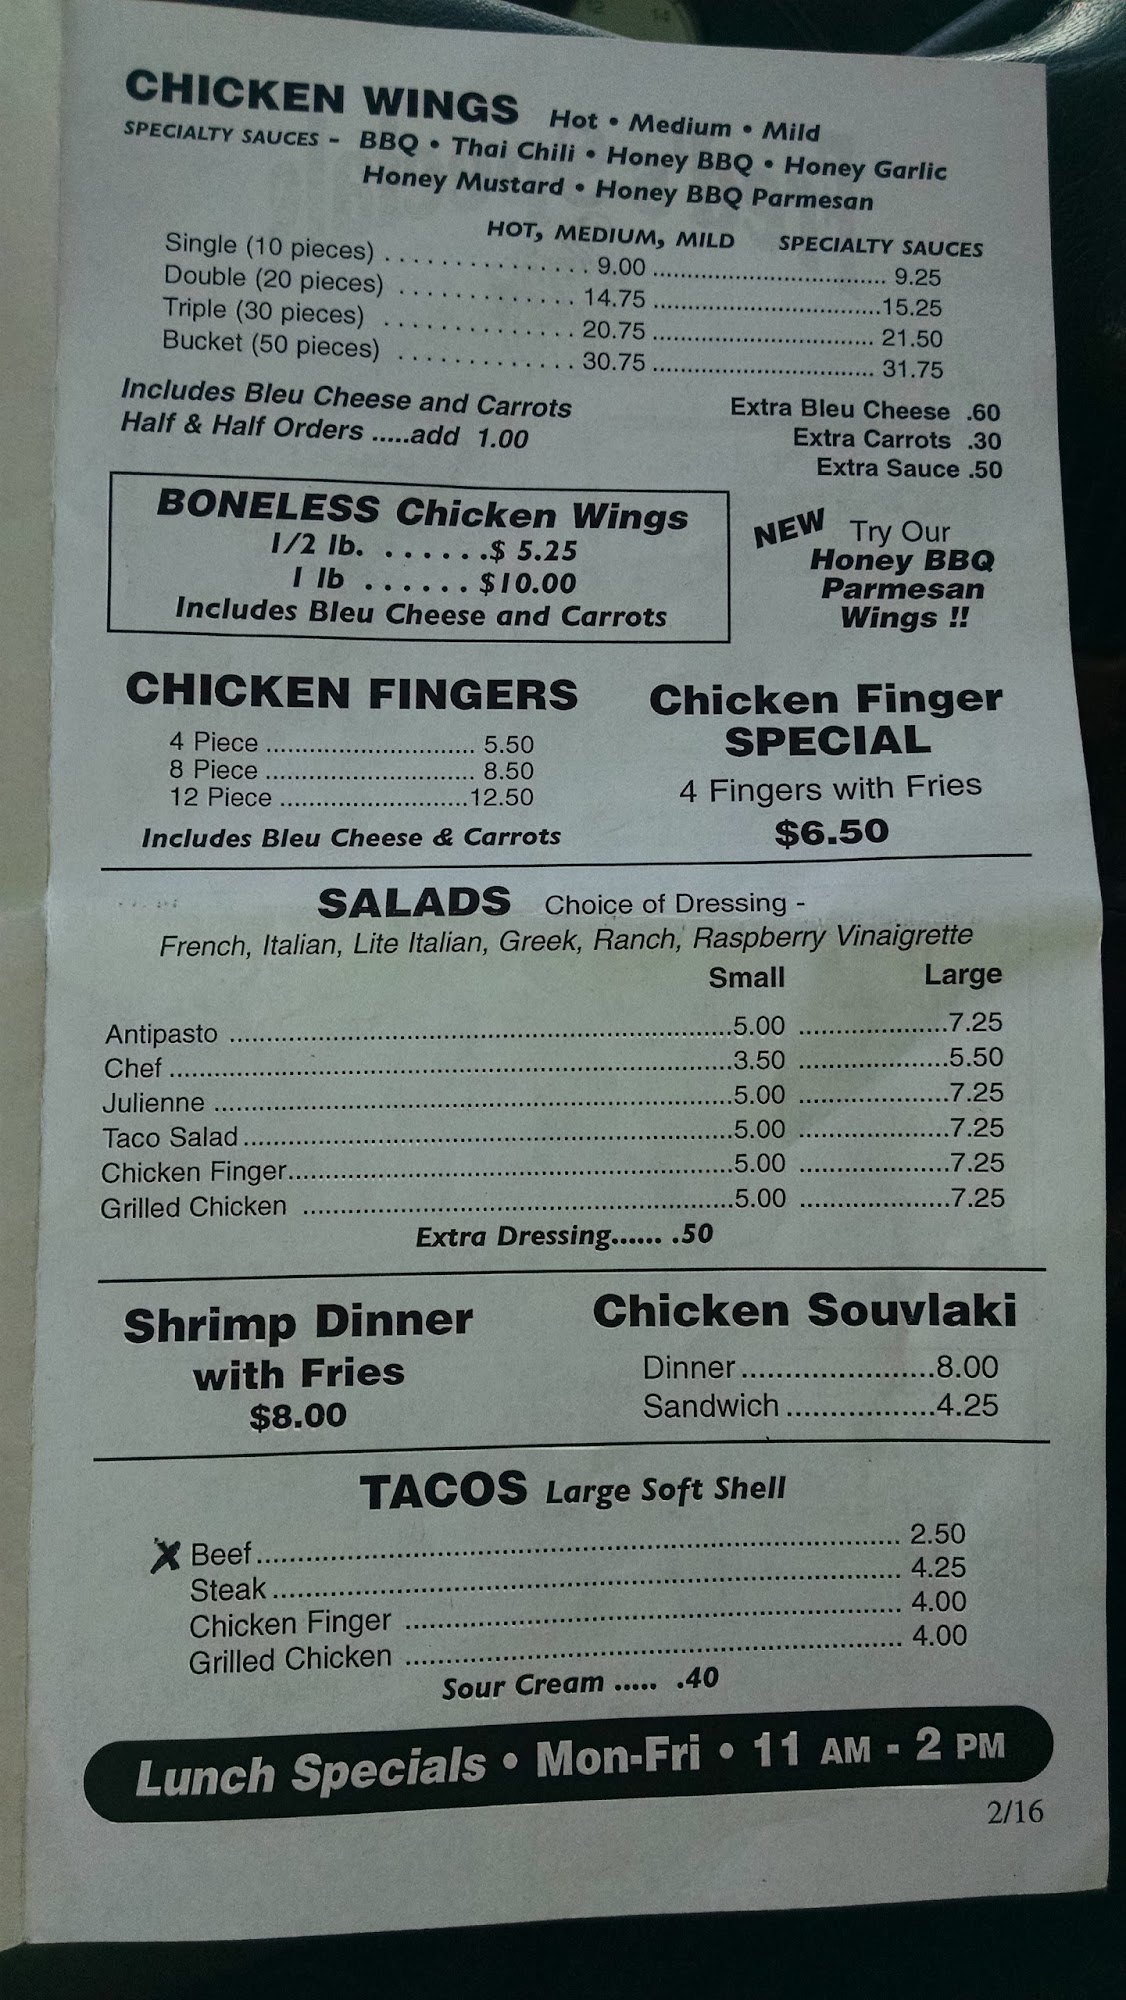 CHICKEN WINGS Hot • Medium • Mild
SPECIALTY SAUCES - BBQ • Thai Chili • Honey BBQ • Honey Garlic
Honey Mustard • Honey BBQ Parmesan
HOT, MEDIUM, MILD SPECIALTY SAUCES
Single (10 pieces) ............... 9.00 ................................ 9.25
Double (20 pieces) ............. 14.75 ................................15.25
Triple (30 pieces) .............. 20.75 ............................... 21.50
Bucket (50 pieces) ............. 30.75 ............................... 31.75
Includes Bleu Cheese and Carrots
Half & Half Orders .....add 1.00
Extra Bleu Cheese .60
Extra Carrots .30
Extra Sauce .50
BONELESS Chicken Wings
1/2 lb. .......$ 5.25
1 lb ...... $10.00
Includes Bleu Cheese and Carrots
NEW Try Our
Honey BBQ
Parmesan
Wings !!
CHICKEN FINGERS
4 Piece ............................. 5.50
8 Piece ............................. 8.50
12 Piece ..........................12.50
Includes Bleu Cheese & Carrots
Chicken Finger
SPECIAL
4 Fingers with Fries
$6.50
SALADS Choice of Dressing -
French, Italian, Lite Italian, Greek, Ranch, Raspberry Vinaigrette
Small Large
Antipasto ....................................................................5.00 ....................7.25
Chef ............................................................................3.50 ....................5.50
Julienne ......................................................................5.00 ....................7.25
Taco Salad..................................................................5.00 ....................7.25
Chicken Finger............................................................5.00 ....................7.25
Grilled Chicken ..........................................................5.00 ....................7.25
Extra Dressing...... .50
Shrimp Dinner
with Fries
$8.00
Chicken Souvlaki
Dinner......................8.00
Sandwich.................4.25
TACOS Large Soft Shell
X Beef........................................................................................ 2.50
Steak...................................................................................... 4.25
Chicken Finger .................................................................... 4.00
Grilled Chicken .................................................................... 4.00
Sour Cream ..... .40
Lunch Specials • Mon-Fri • 11 AM - 2 PM
2/16